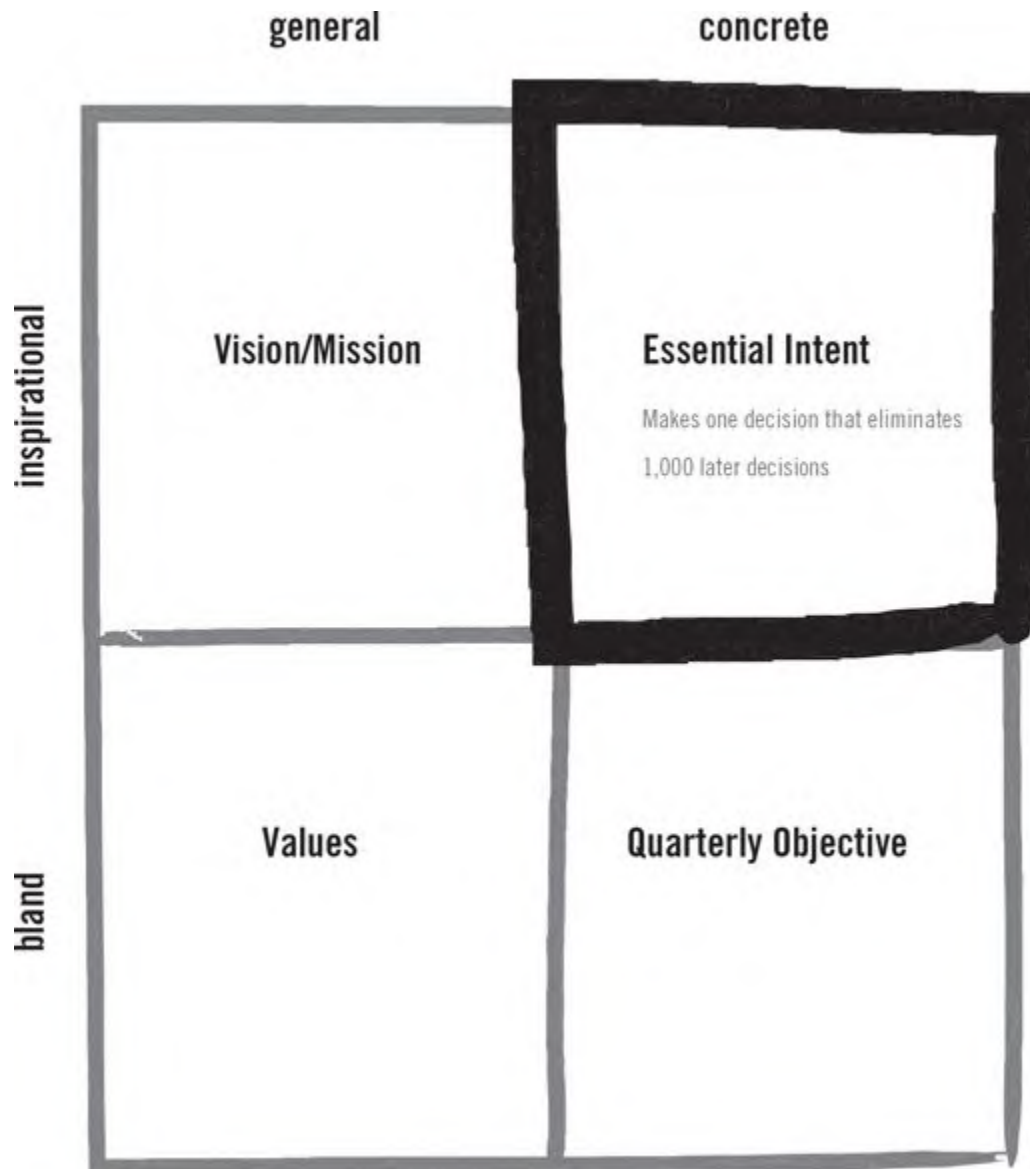 general
concrete
inspirational
Vision/Mission
Essential Intent
Makes one decision that eliminates
1,000 later decisions
bland
Values
Quarterly Objective